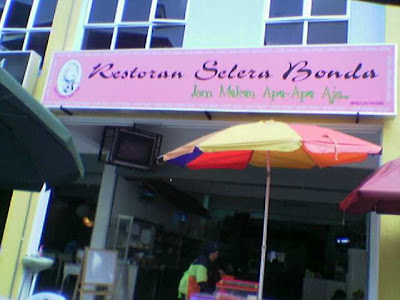 Restoran Selera Bonda
Jom Makan Apa-Apa Aja...